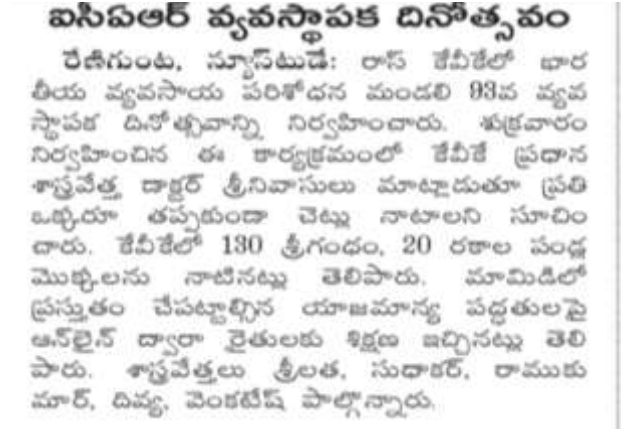 ఐసీఏఆర్ వ్యవస్థాపక దినోత్సవం
రేణిగుంట, న్యూస్‌టుడే: రాస్ కేవీకేలో భార
తీయ వ్యవసాయ పరిశోధన మండలి 93వ వ్యవ
స్థాపక దినోత్సవాన్ని నిర్వహించారు. శుక్రవారం
నిర్వహించిన ఈ కార్యక్రమంలో కేవీకే ప్రధాన
శాస్త్రవేత్త డాక్టర్ శ్రీనివాసులు మాట్లాడుతూ ప్రతి
ఒక్కరూ తప్పకుండా చెట్లు నాటాలని సూచిం
చారు. కేవీకేలో 130 శ్రీగంధం, 20 రకాల పండ్ల
మొక్కలను నాటినట్లు తెలిపారు. మామిడిలో
ప్రస్తుతం చేపట్టాల్సిన యాజమాన్య పద్ధతులపై
ఆన్‌లైన్ ద్వారా రైతులకు శిక్షణ ఇచ్చినట్లు తెలి
పారు. శాస్త్రవేత్తలు శ్రీలత, సుధాకర్, రాముకు
మార్, దివ్య, వెంకటేష్ పాల్గొన్నారు.